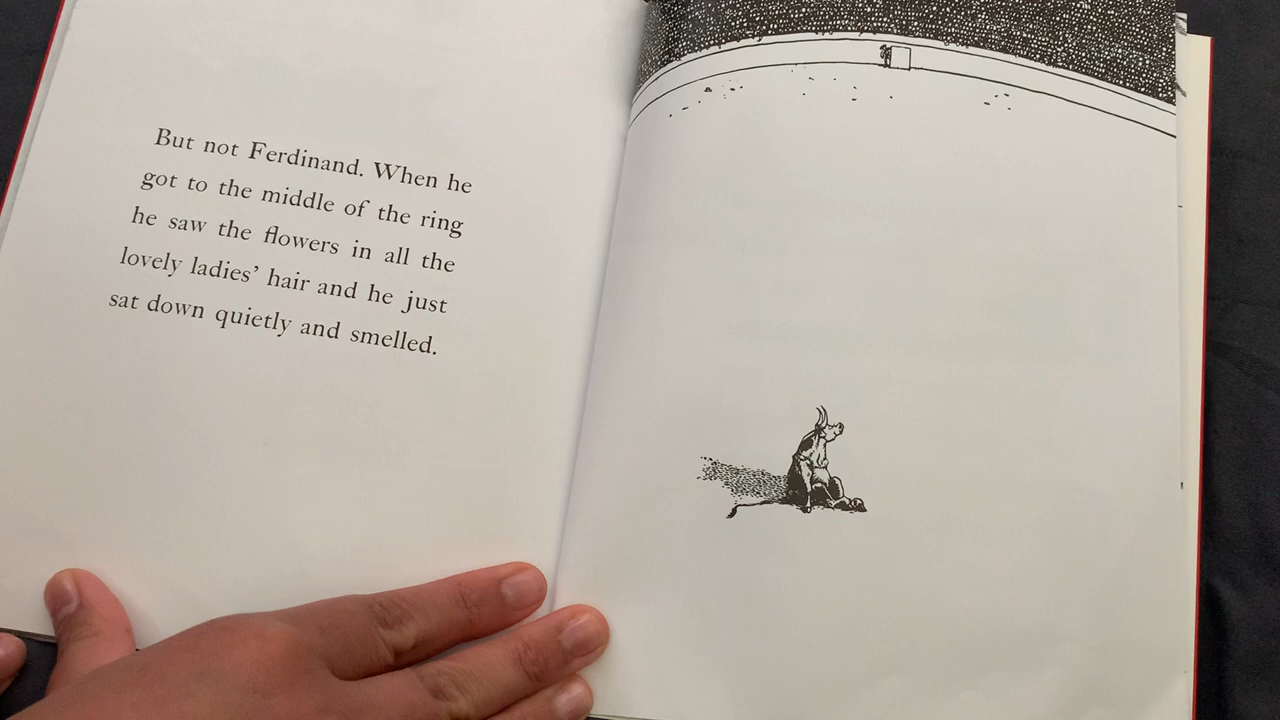 But not Ferdinand. When he
got to the middle of the ring
he saw the flowers in all the
lovely ladies’ hair and he just
sat down quietly and smelled.